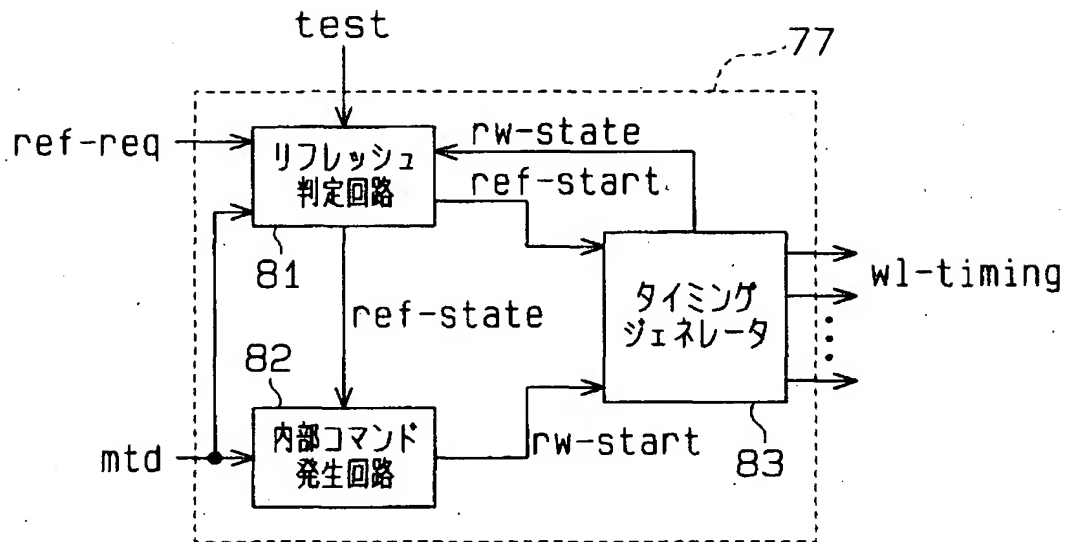 test
77
ref-req
リフレッシュ
判定回路
rw-state
ref-start
81
タイミング
ジェネレータ
wl-timing
ref-state
82
内部コマンド
発生回路
mtd
rw-start
83